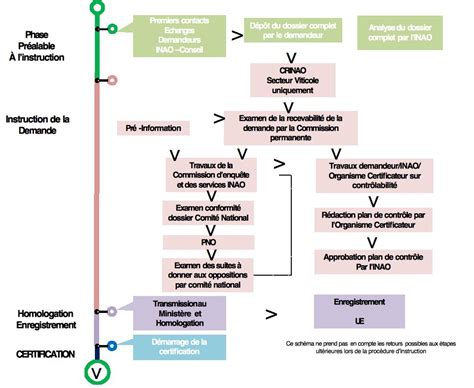 Phase
Préalable
À l'instruction
Premiers contacts
Echanges
Demandeurs
INAO –Conseil
>
Dépôt du dossier complet
par le demandeur
Analyse du dossier
complet par l'INAO
CRINAO
Secteur Viticole
uniquement
Instruction de la
Demande
Pré -Information
Examen de la recevabilité de la
demande par la Commission
permanente
Travaux de la
Commission d'enquête
et des services INAO
>
Travaux demandeur/INAO/
Organisme Certificateur sur
contrôlabilité
Examen conformité
dossier Comité National
Rédaction plan de contrôle par
l'Organisme Certificateur
PNO
Examen des suites à
donner aux oppositions
par comité national
Approbation plan de contrôle
Par l'INAO
Homologation
Enregistrement
Transmissionau
Ministère et
Homologation
>
Enregistrement
UE
CERTIFICATION
Démarrage de la
certification
Ce schéma ne prend pas en compte les retours possibles aux étapes
ultérieures lors de la procédure d'instruction
V